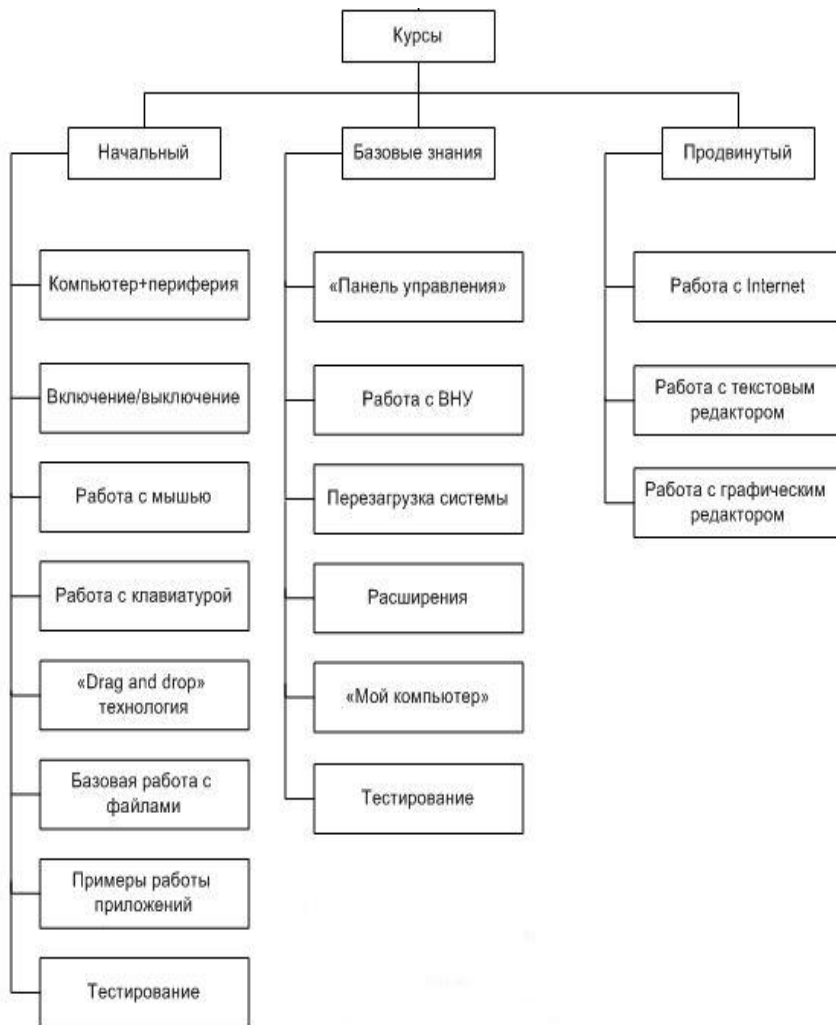 Курсы
Начальный
Базовые знания
Продвинутый
Компьютер+периферия
Включение/выключение
Работа с мышью
Работа с клавиатурой
«Drag and drop»
технология
Базовая работа с
файлами
Примеры работы
приложений
Тестирование
«Панель управления»
Работа с ВНУ
Перезагрузка системы
Расширения
«Мой компьютер»
Тестирование
Работа с Internet
Работа с текстовым
редактором
Работа с графическим
редактором